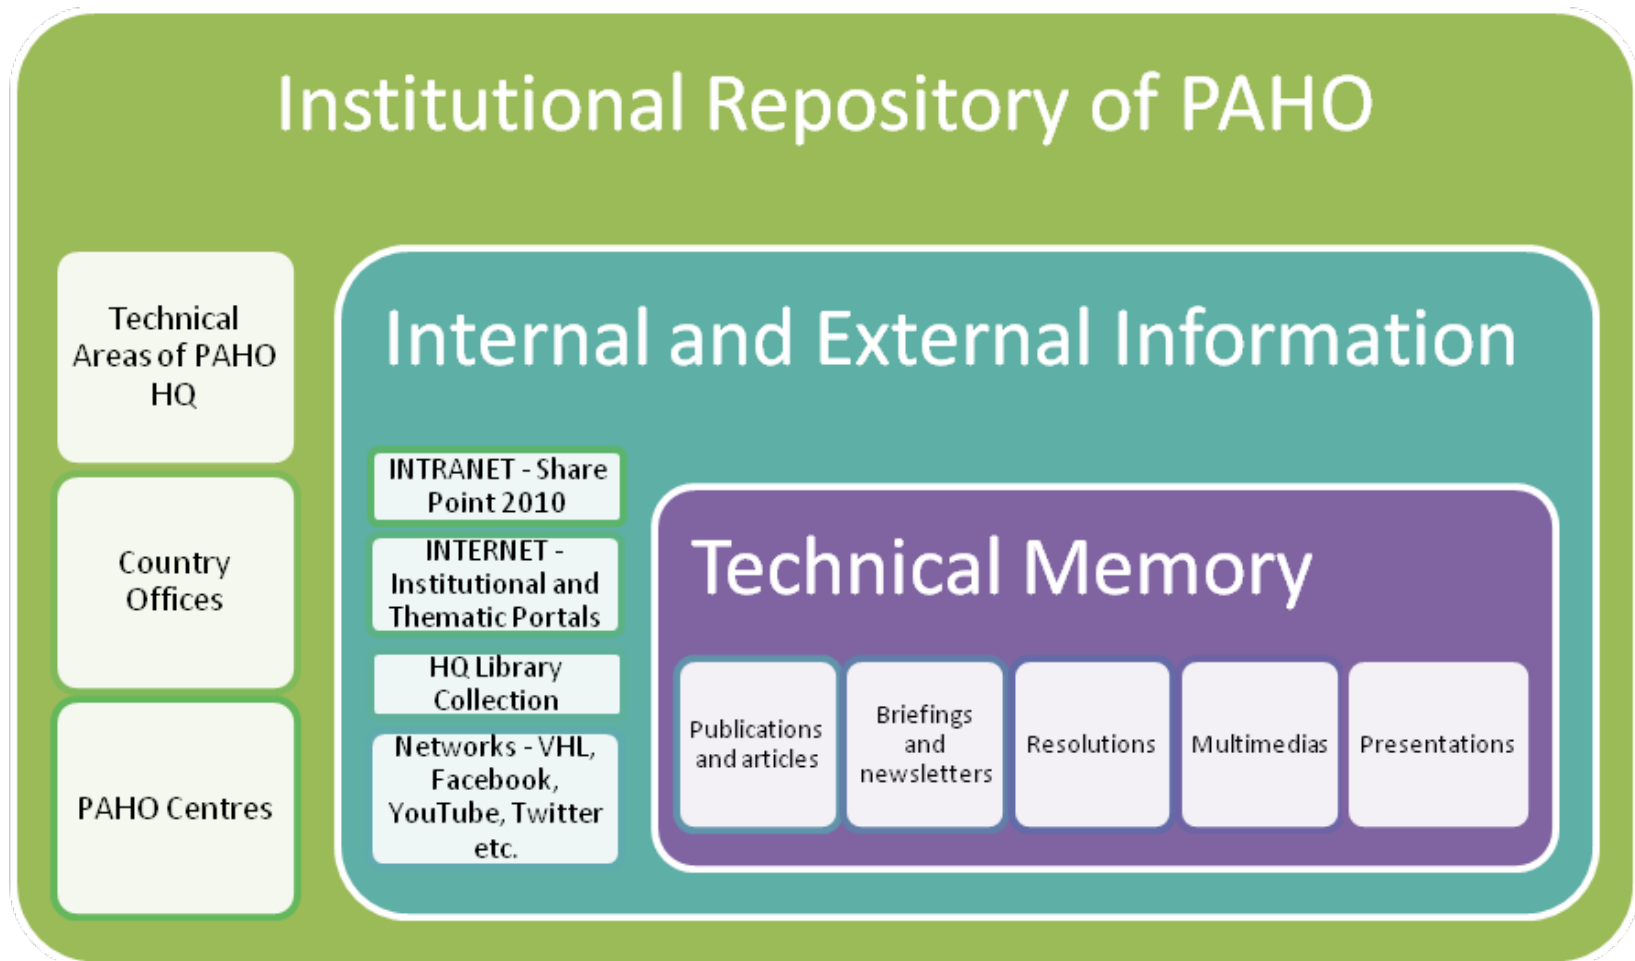 Institutional Repository of PAHO
Technical
Areas of PAHO
HQ
Country
Offices
PAHO Centres
Internal and External Information
INTRANET - Share
Point 2010
INTERNET -
Institutional and
Thematic Portals
HQ Library
Collection
Networks - VHL,
Facebook,
YouTube, Twitter
etc.
Technical Memory
Publications
and articles
Briefings
and
newsletters
Resolutions
Multimedias
Presentations